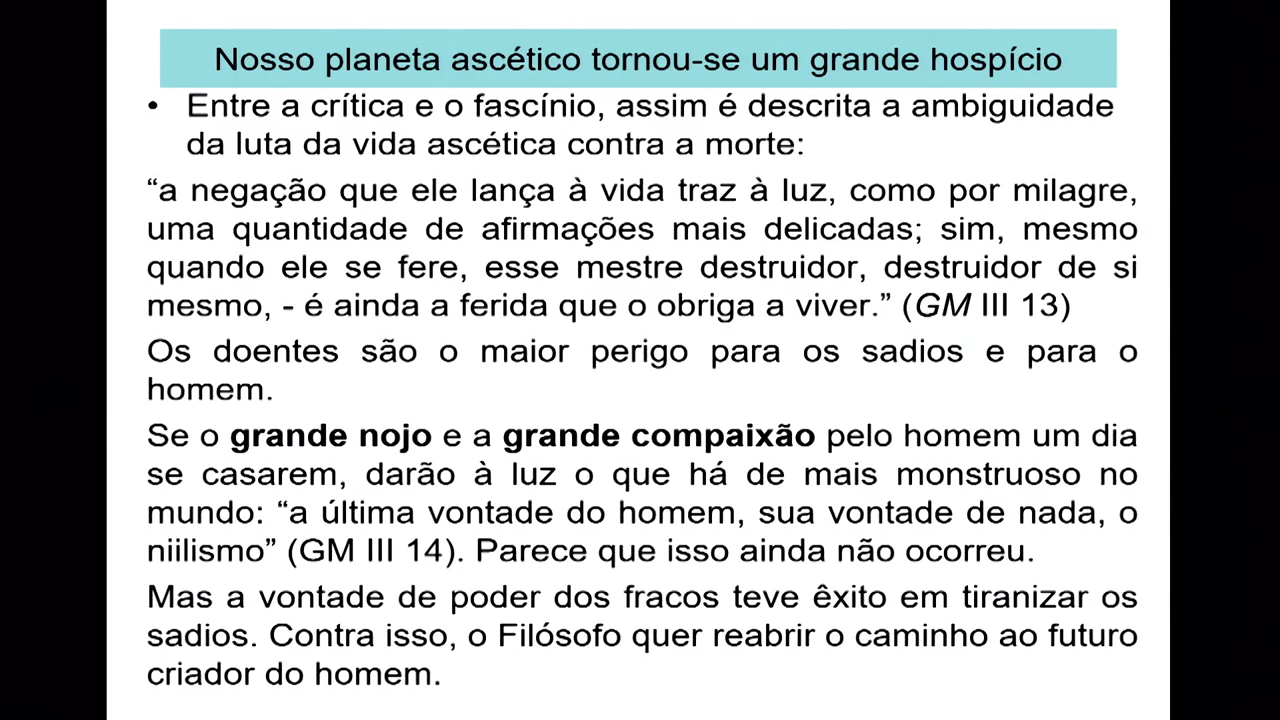 Nosso planeta ascético tornou-se um grande hospício
• Entre a crítica e o fascínio, assim é descrita a ambiguidade
da luta da vida ascética contra a morte:
“a negação que ele lança à vida traz à luz, como por milagre,
uma quantidade de afirmações mais delicadas; sim, mesmo
quando ele se fere, esse mestre destruidor, destruidor de si
mesmo, - é ainda a ferida que o obriga a viver.” (GM III 13)
Os doentes são o maior perigo para os sadios e para o
homem.
Se o grande nojo e a grande compaixão pelo homem um dia
se casarem, darão à luz o que há de mais monstruoso no
mundo: “a última vontade do homem, sua vontade de nada, o
niilismo” (GM III 14). Parece que isso ainda não ocorreu.
Mas a vontade de poder dos fracos teve êxito em tiranizar os
sadios. Contra isso, o Filósofo quer reabrir o caminho ao futuro
criador do homem.